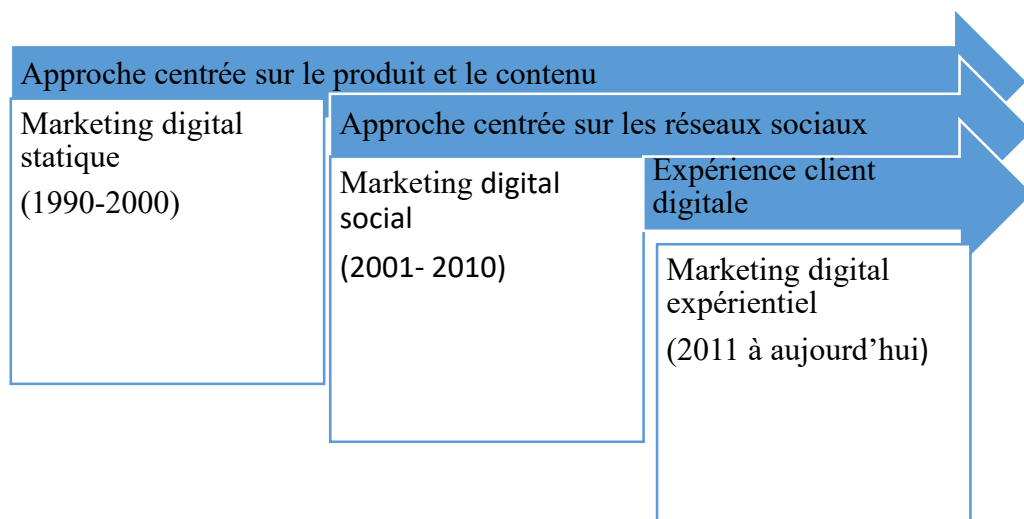 Approche centrée sur le produit et le contenu
Marketing digital
statique
(1990-2000)
Approche centrée sur les réseaux sociaux
Marketing digital
social
(2001- 2010)
Expérience client
digitale
Marketing digital
expérientiel
(2011 à aujourd’hui)